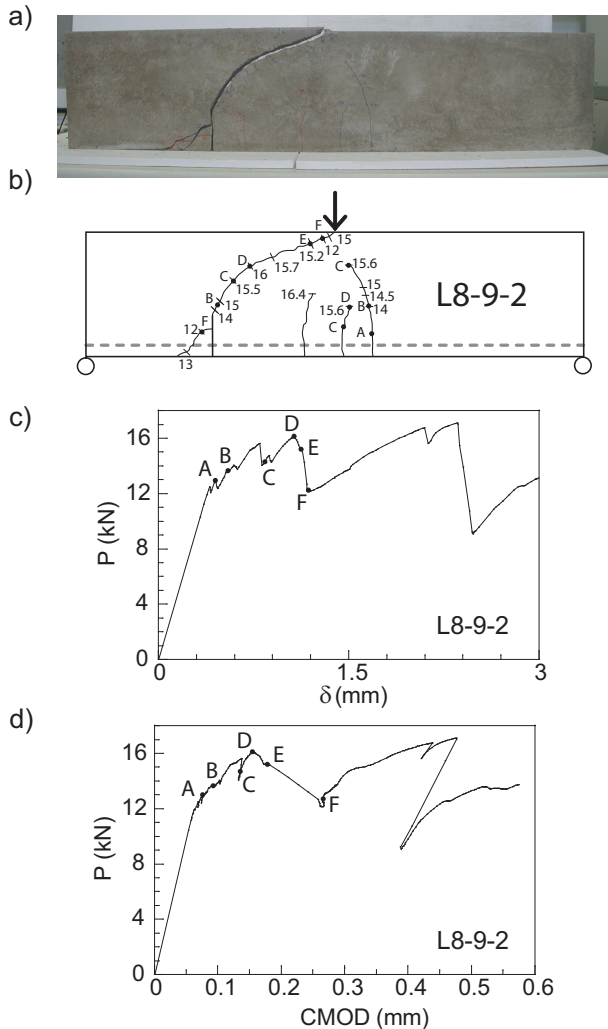 a)
b)
F
15
E
12
15.2
D
15.7
16
C
15.5
B
15
14
F
12
13
16.4
C 15.6
15
14.5
D
B
14
15.6
C
A
L8-9-2
c)
16
12
8
4
0
P (kN)
A
B
C
D
E
F
L8-9-2
0
1.5
3
δ (mm)
d)
16
12
8
4
0
P (kN)
A
B
C
D
E
F
L8-9-2
0
0.1
0.2
0.3
0.4
0.5
0.6
CMOD (mm)